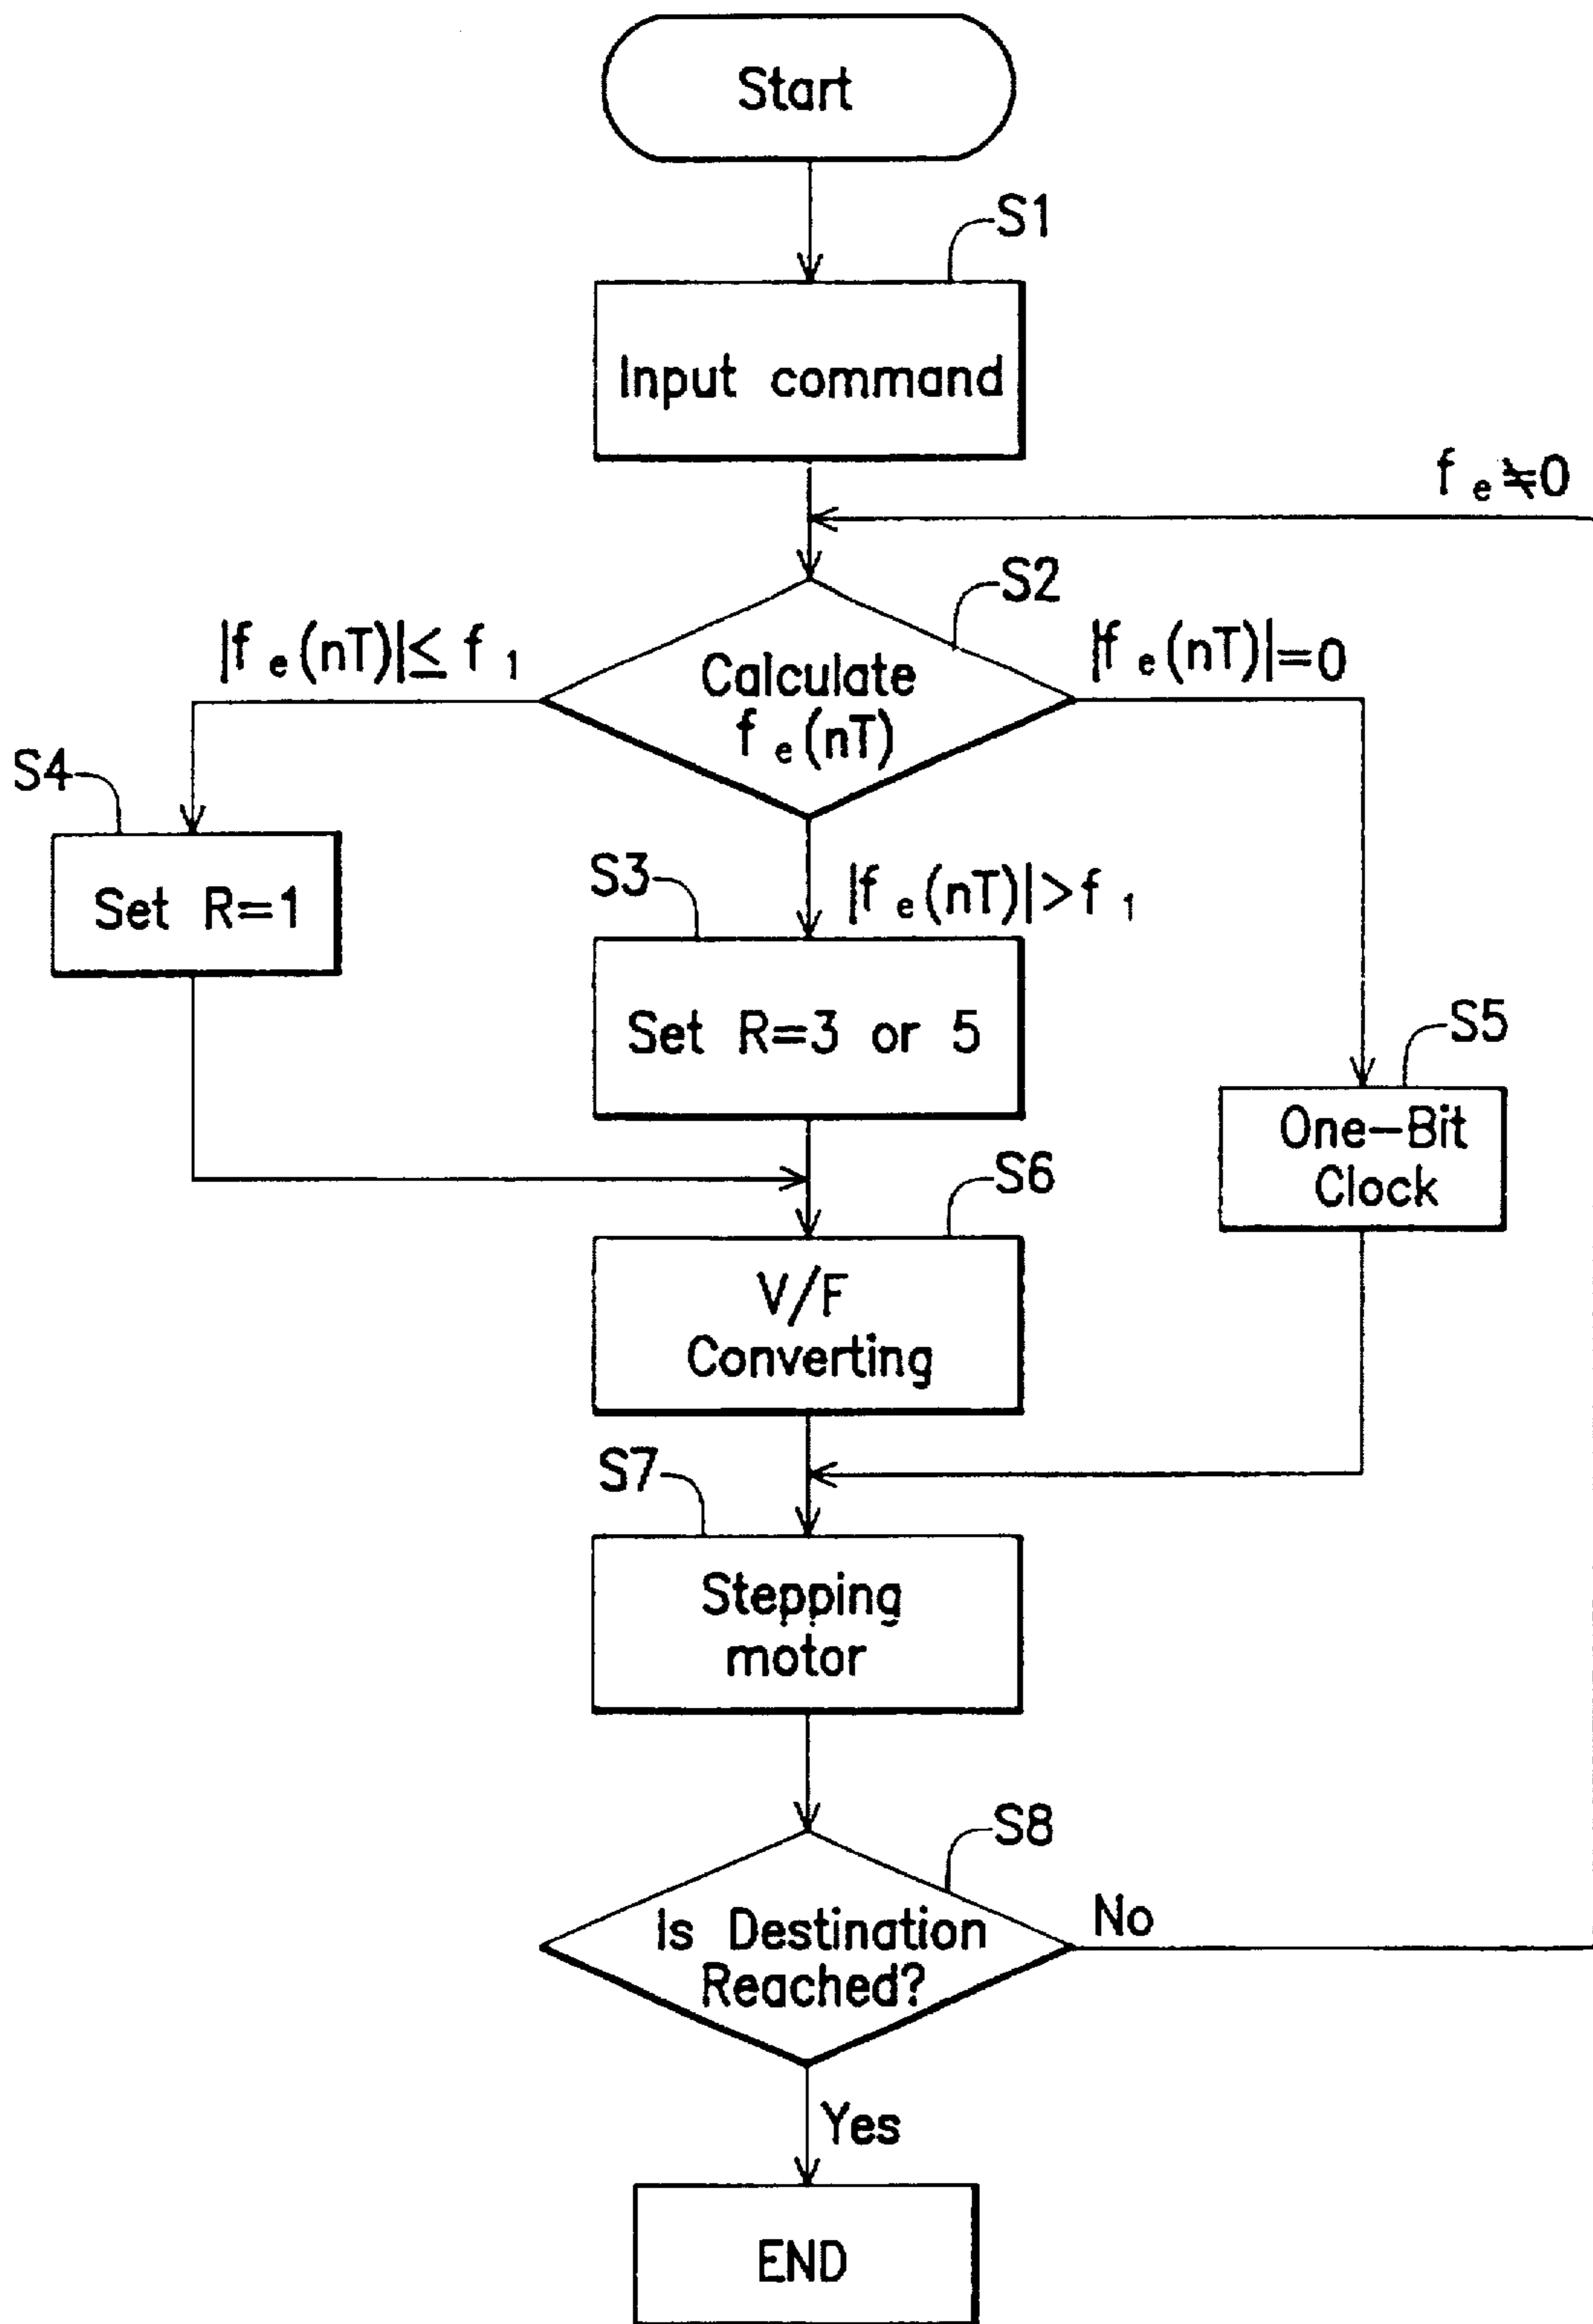 Start
S1
Input command
f e ≠0
S2
|f e (nT)|≤ f 1
|f e (nT)|=0
Calculate
f e (nT)
S4
Set R=1
S3
|f e (nT)|>f 1
Set R=3 or 5
S5
One-Bit
Clock
S6
V/F
Converting
S7
Stepping
motor
S8
Is Destination
Reached?
No
Yes
END